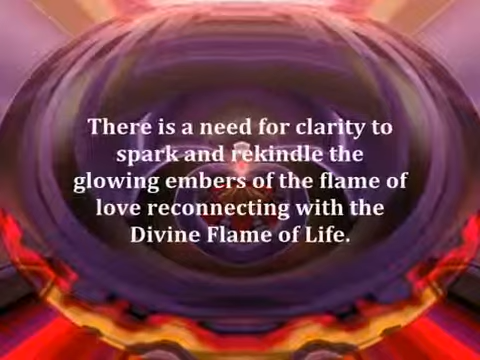 There is a need for clarity to
spark and rekindle the
glowing embers of the flame of
love reconnecting with the
Divine Flame of Life.